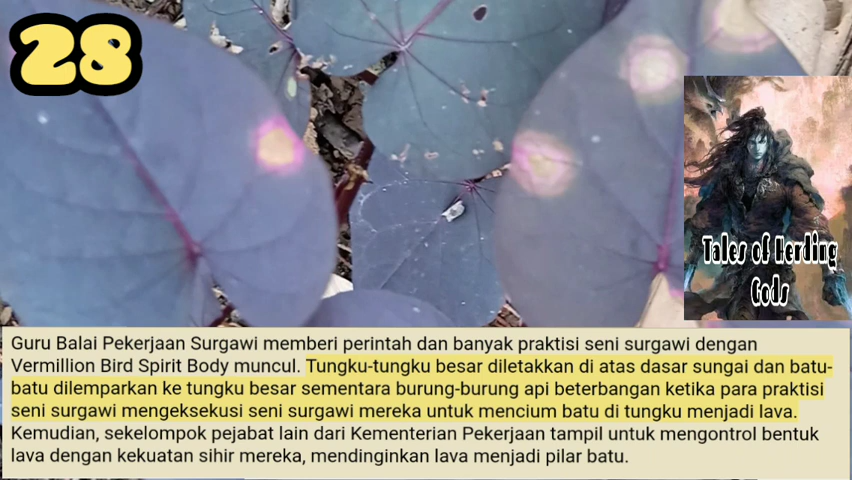 28
Tales of Herding
Gods
Guru Balai Pekerjaan Surgawi memberi perintah dan banyak praktisi seni surgawi dengan
Vermillion Bird Spirit Body muncul. Tungku-tungku besar diletakkan di atas dasar sungai dan batu-
batu dilemparkan ke tungku besar sementara burung-burung api beterbangan ketika para praktisi
seni surgawi mengeksekusi seni surgawi mereka untuk mencium batu di tungku menjadi lava.
Kemudian, sekelompok pejabat lain dari Kementerian Pekerjaan tampil untuk mengontrol bentuk
lava dengan kekuatan sihir mereka, mendinginkan lava menjadi pilar batu.